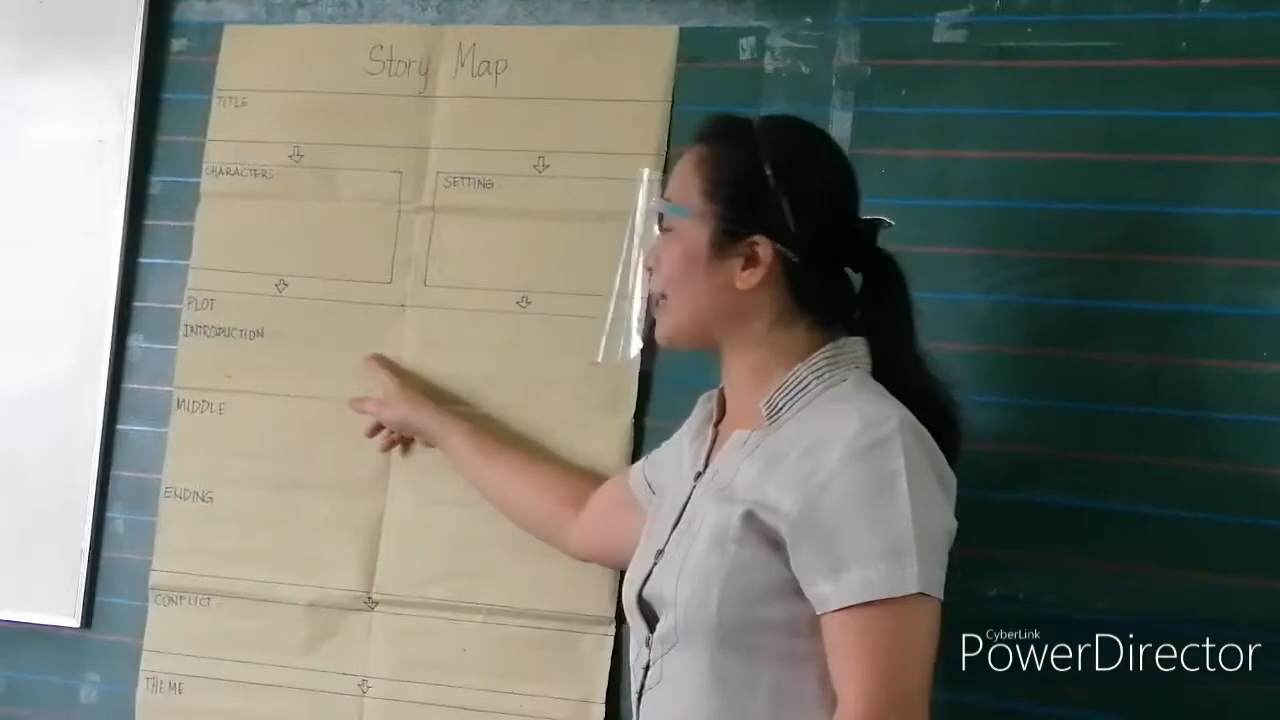 Story Map
TITLE
CHARACTERS
SETTING
PLOT
INTRODUCTION
MIDDLE
ENDING
CONFLICT
THEME
CyberLink
PowerDirector